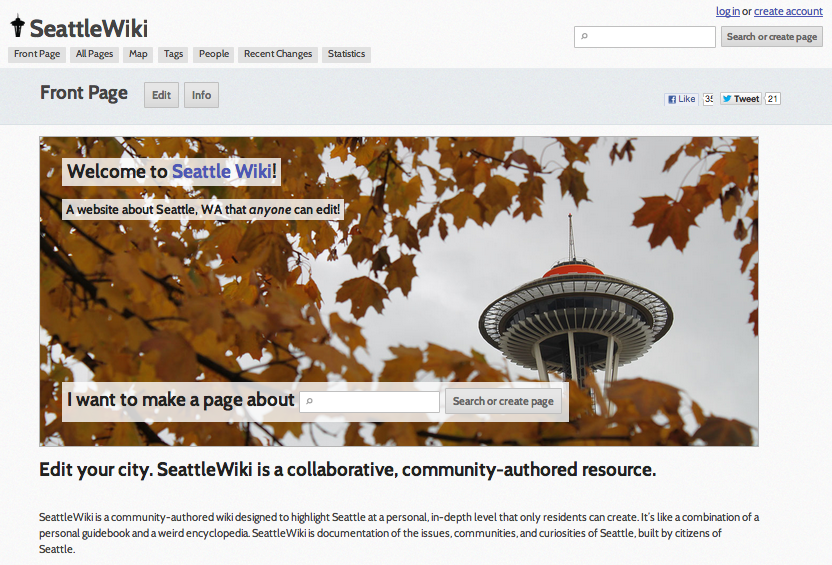 log in or create account
SeattleWiki
Search or create page
Front Page All Pages Map Tags People Recent Changes Statistics
Front Page Edit Info
Like 35 Tweet 21
Welcome to Seattle Wiki!
A website about Seattle, WA that anyone can edit!
I want to make a page about Search or create page
Edit your city. SeattleWiki is a collaborative, community-authored resource.
SeattleWiki is a community-authored wiki designed to highlight Seattle at a personal, in-depth level that only residents can create. It's like a combination of a
personal guidebook and a weird encyclopedia. SeattleWiki is documentation of the issues, communities, and curiosities of Seattle, built by citizens of
Seattle.